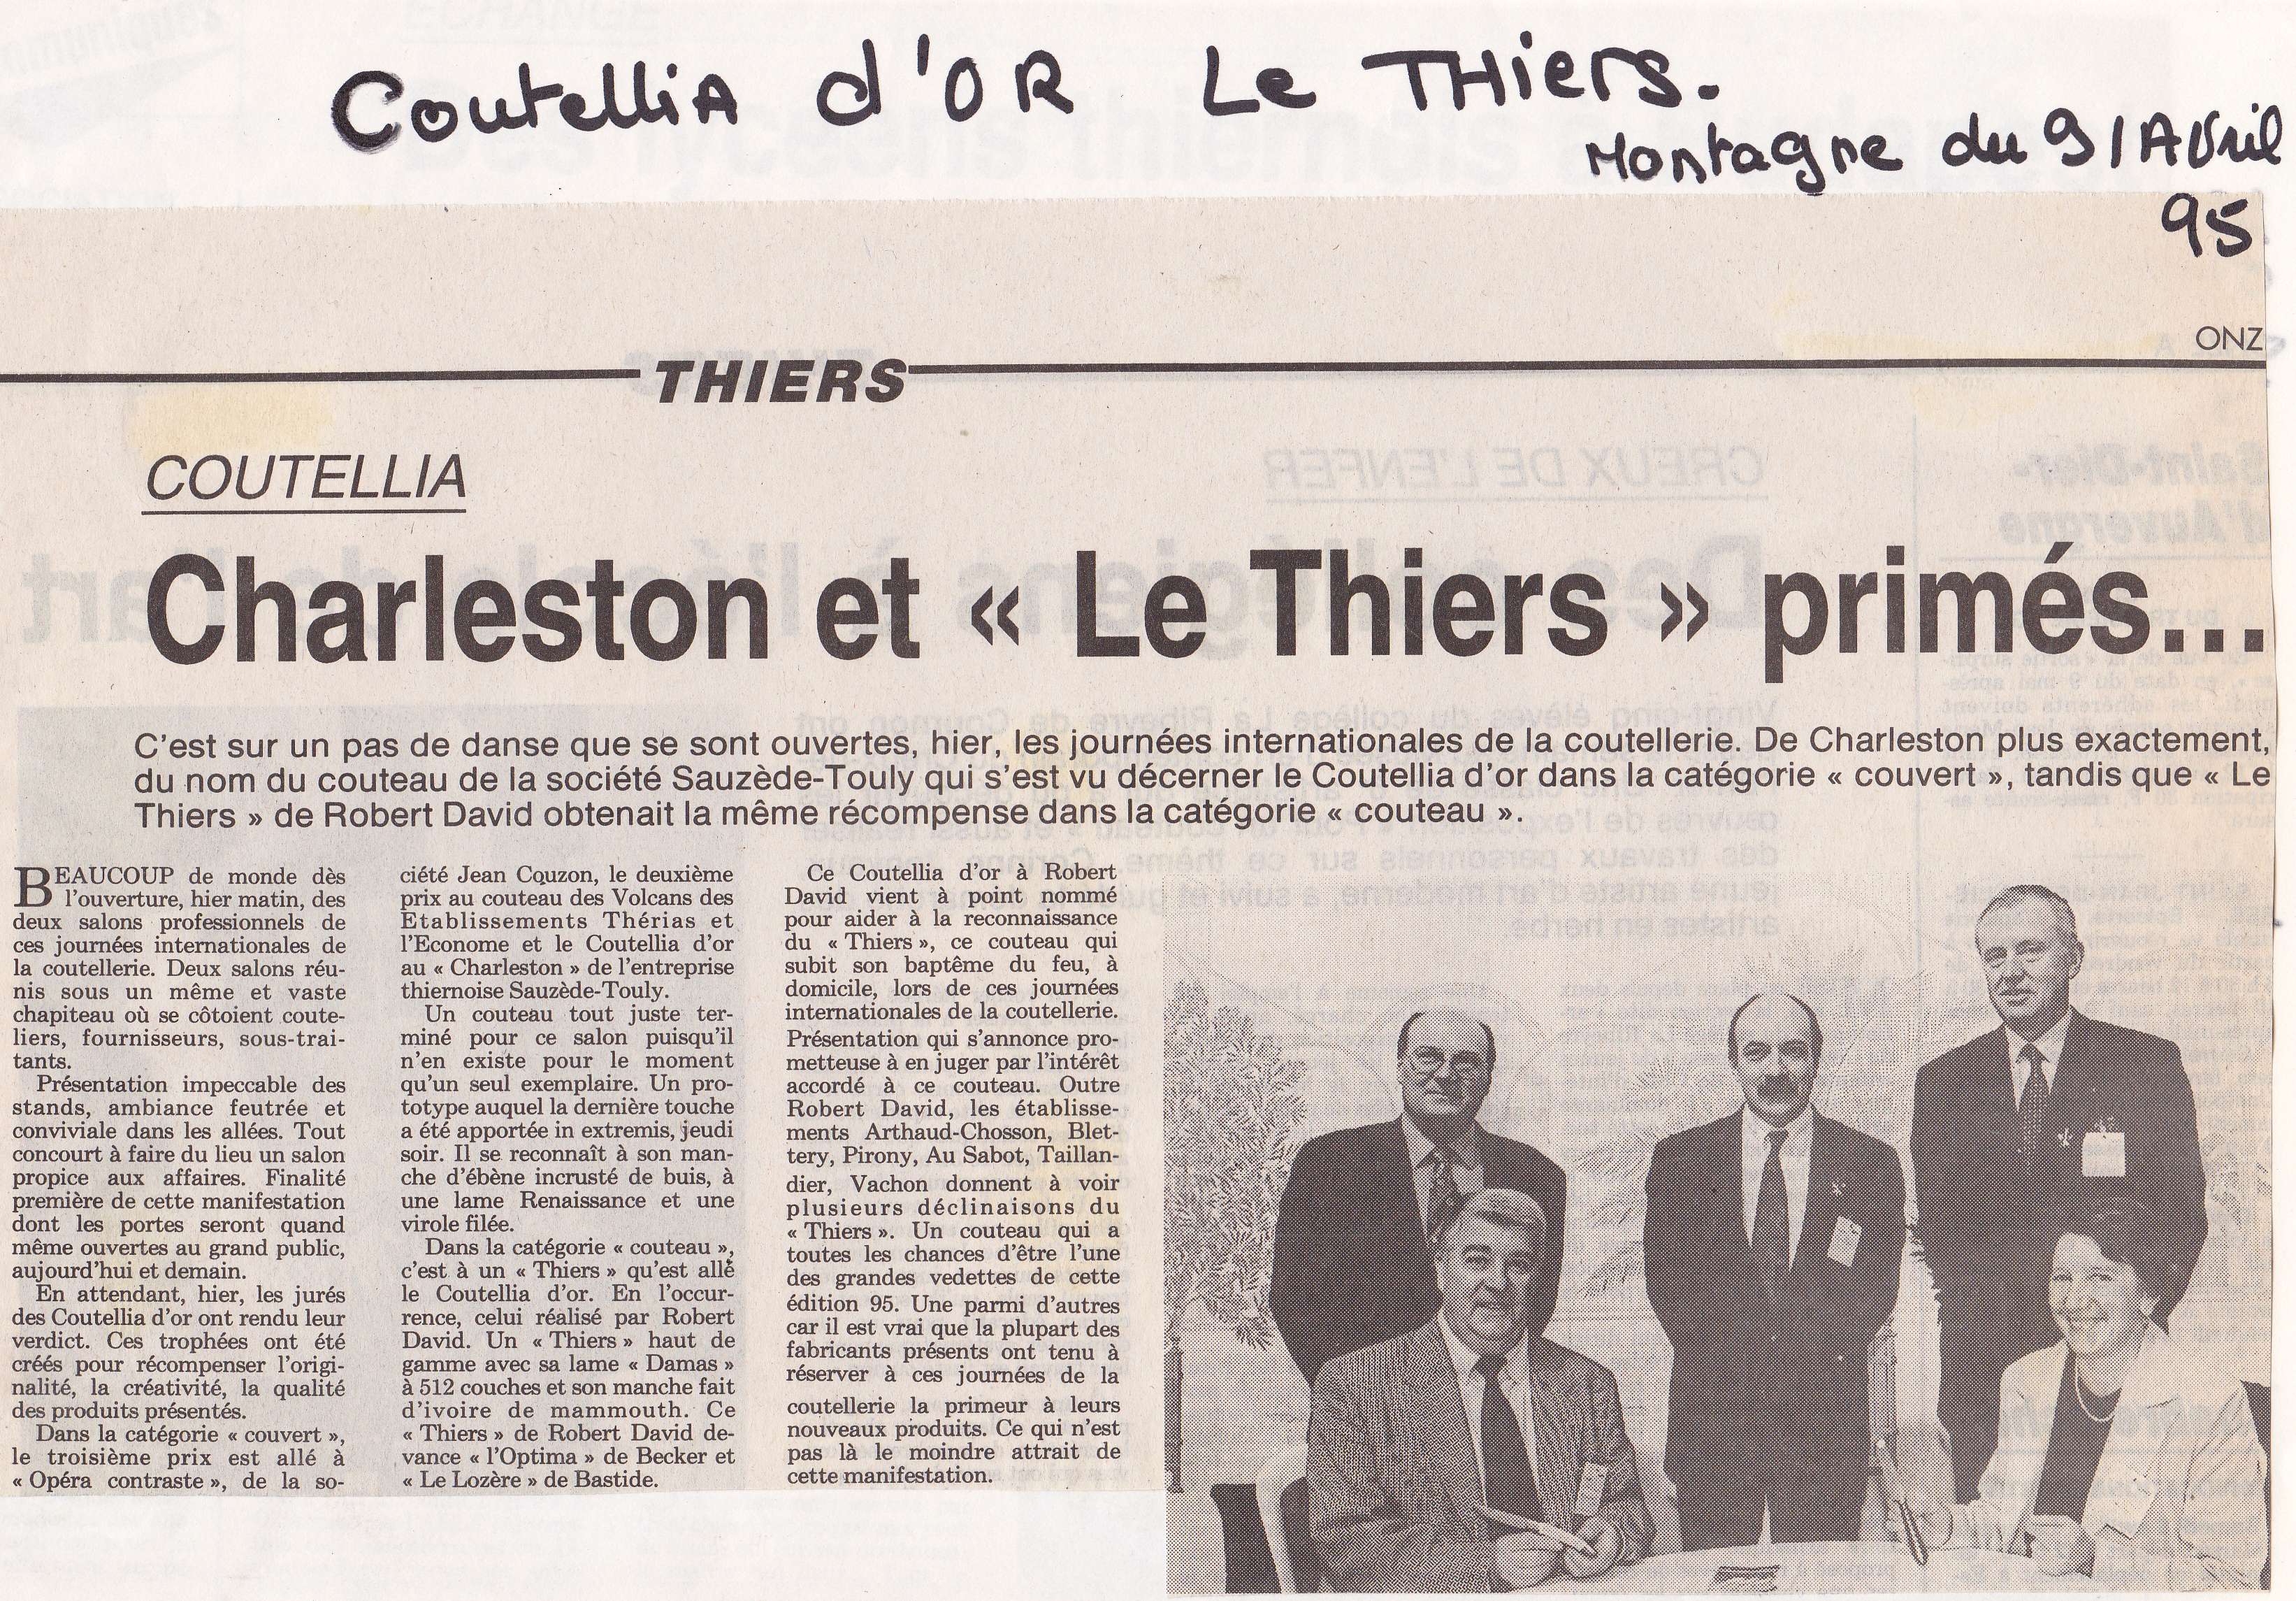 CoutelliA d'OR Le THiers.
Montagne du 9/Avril
95
ONZ
THIERS
COUTELLIA
Charleston et « Le Thiers » primés...
C'est sur un pas de danse que se sont ouvertes, hier, les journées internationales de la coutellerie. De Charleston plus exactement,
du nom du couteau de la société Sauzède-Touly qui s'est vu décerner le Coutellia d'or dans la catégorie « couvert », tandis que « Le
Thiers » de Robert David obtenait la même récompense dans la catégorie « couteau ».
BEAUCOUP de monde dès
l'ouverture, hier matin, des
deux salons professionnels de
ces journées internationales de
la coutellerie. Deux salons réu-
nis sous un même et vaste
chapiteau où se côtoient coute-
liers, fournisseurs, sous-trai-
tants.
Présentation impeccable des
stands, ambiance feutrée et
conviviale dans les allées. Tout
concourt à faire du lieu un salon
propice aux affaires. Finalité
première de cette manifestation
dont les portes seront quand
même ouvertes au grand public,
aujourd'hui et demain.
En attendant, hier, les jurés
des Coutellia d'or ont rendu leur
verdict. Ces trophées ont été
créés pour récompenser l'origi-
nalité, la créativité, la qualité
des produits présentés.
Dans la catégorie « couvert »,
le troisième prix est allé à
« Opéra contraste », de la so-
ciété Jean Couzon, le deuxième
prix au couteau des Volcans des
Etablissements Thérias et
l'Econome et le Coutellia d'or
au « Charleston » de l'entreprise
thiernoise Sauzède-Touly.
Un couteau tout juste ter-
miné pour ce salon puisqu'il
n'en existe pour le moment
qu'un seul exemplaire. Un pro-
totype auquel la dernière touche
a été apportée in extremis, jeudi
soir. Il se reconnaît à son man-
che d'ébène incrusté de buis, à
une lame Renaissance et une
virole filée.
Dans la catégorie « couteau »,
c'est à un « Thiers » qu'est allé
le Coutellia d'or. En l'occur-
rence, celui réalisé par Robert
David. Un « Thiers » haut de
gamme avec sa lame « Damas »
à 512 couches et son manche fait
d'ivoire de mammouth. Ce
« Thiers » de Robert David de-
vance « l'Optima » de Becker et
« Le Lozère » de Bastide.
Ce Coutellia d'or à Robert
David vient à point nommé
pour aider à la reconnaissance
du « Thiers », ce couteau qui
subit son baptême du feu, à
domicile, lors de ces journées
internationales de la coutellerie.
Présentation qui s'annonce pro-
metteuse à en juger par l'intérêt
accordé à ce couteau. Outre
Robert David, les établisse-
ments Arthaud-Chosson, Blet-
tery, Pirony, Au Sabot, Taillan-
dier, Vachon donnent à voir
plusieurs déclinaisons du
« Thiers ». Un couteau qui a
toutes les chances d'être l'une
des grandes vedettes de cette
édition 95. Une parmi d'autres
car il est vrai que la plupart des
fabricants présents ont tenu à
réserver à ces journées de la
coutellerie la primeur à leurs
nouveaux produits. Ce qui n'est
pas là le moindre attrait de
cette manifestation.